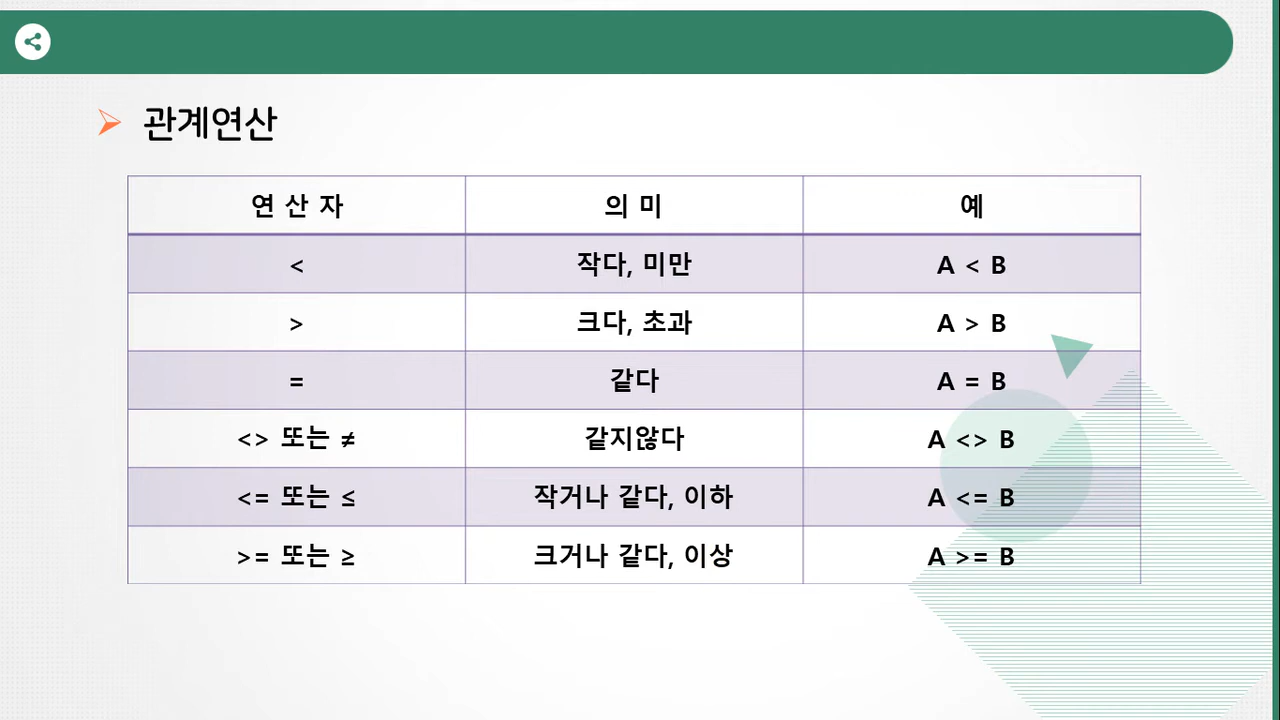 관계연산
연 산 자 의 미 예
< 작다, 미만 A < B
> 크다, 초과 A > B
= 같다 A = B
<> 또는 ≠ 같지않다 A <> B
<= 또는 ≤ 작거나 같다, 이하 A <= B
>= 또는 ≥ 크거나 같다, 이상 A >= B